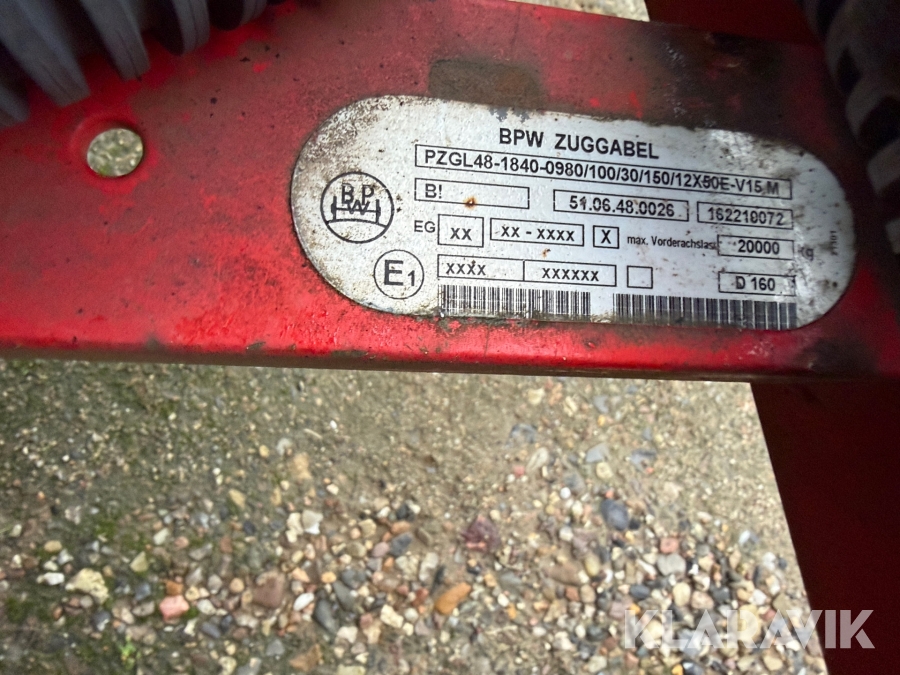 BPW ZUGGABEL
PZGL48-1840-0980/100/30/150/12X50E-V15 M
BPW
B! 51.06.48.0026 162210072
EG xx xx - xxxx X max. Vorderachslast 20000 kg
E1 xxxx xxxxxx D 160
KLARAVIK